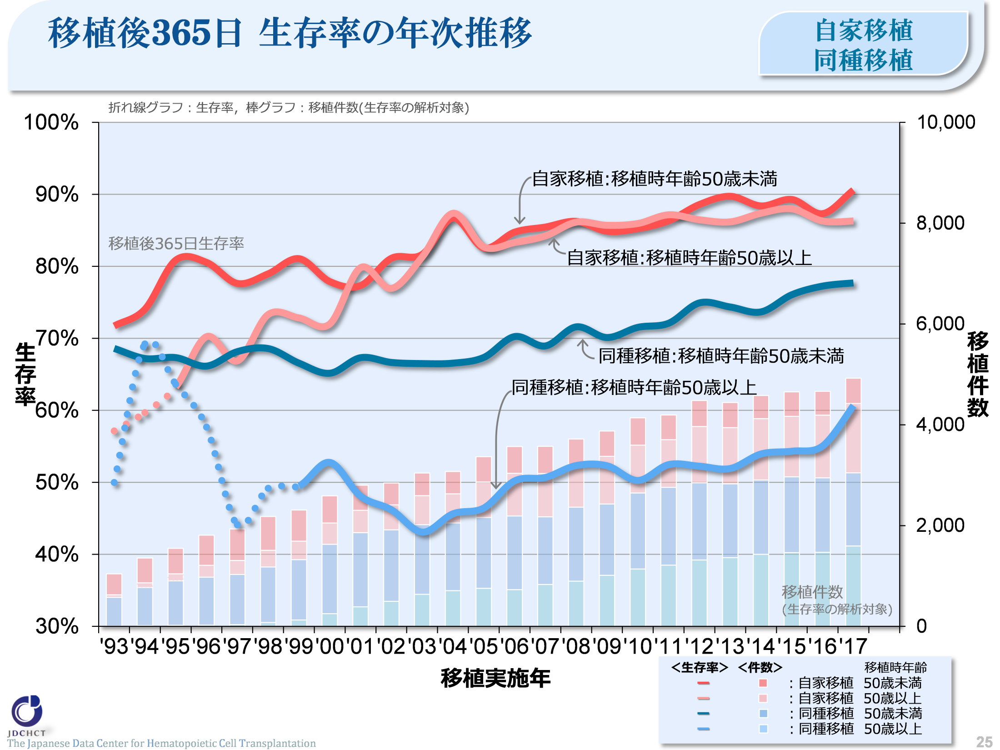 移植後365日 生存率の年次推移
自家移植
同種移植
折れ線グラフ：生存率，棒グラフ：移植件数(生存率の解析対象)
100%
90%
80%
70%
60%
50%
40%
30%
生存率
10,000
8,000
6,000
4,000
2,000
0
移植件数
自家移植:移植時年齢50歳未満
移植後365日生存率
自家移植:移植時年齢50歳以上
同種移植:移植時年齢50歳未満
同種移植:移植時年齢50歳以上
移植件数
(生存率の解析対象)
'93 '94 '95 '96 '97 '98 '99 '00 '01 '02 '03 '04 '05 '06 '07 '08 '09 '10 '11 '12 '13 '14 '15 '16 '17
移植実施年
＜生存率＞ ＜件数＞ 移植時年齢
：自家移植 50歳未満
：自家移植 50歳以上
：同種移植 50歳未満
：同種移植 50歳以上
JDCHCT
The Japanese Data Center for Hematopoietic Cell Transplantation
25